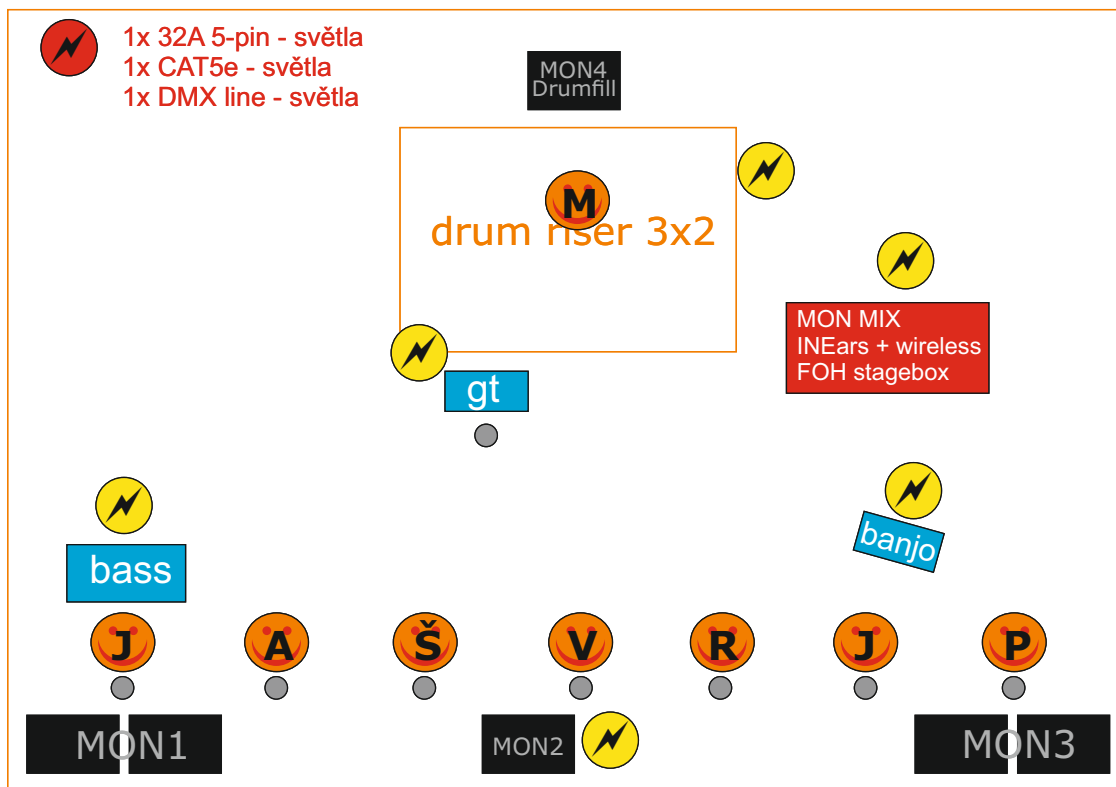 1x 32A 5-pin - světla
1x CAT5e - světla
1x DMX line - světla
MON4
Drumfill
M
drum riser 3x2
MON MIX
INEars + wireless
FOH stagebox
gt
banjo
bass
J
A
Š
V
R
J
P
MON1
MON2
MON3